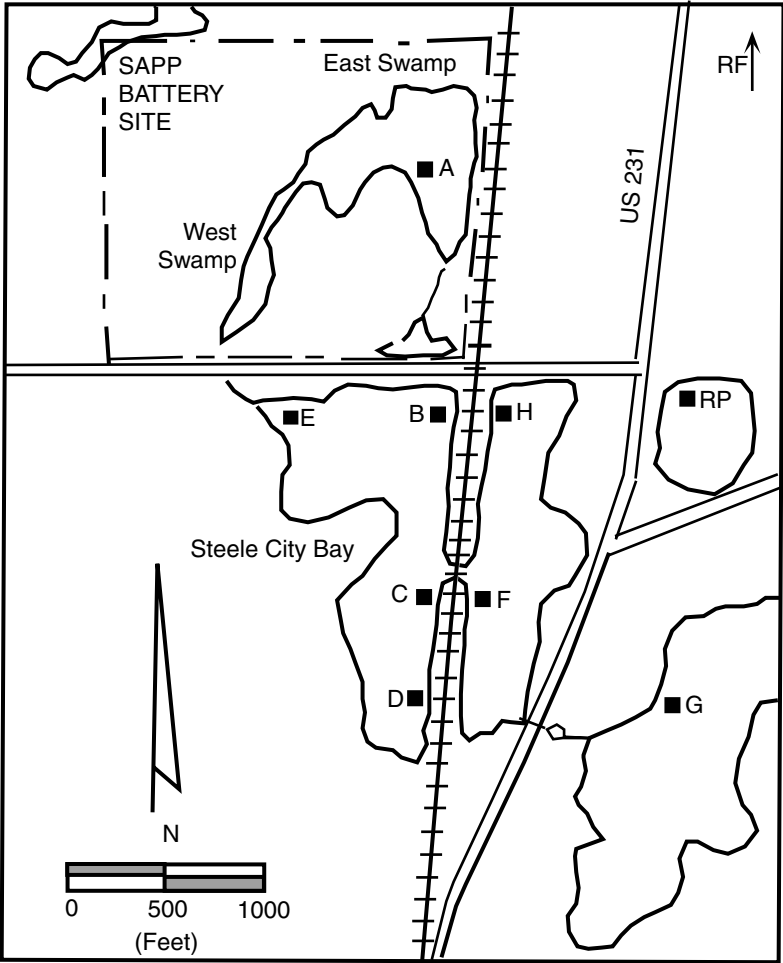 SAPP
BATTERY
SITE
East Swamp
RF
A
US 231
West
Swamp
E
B
H
RP
Steele City Bay
C
F
D
G
N
0 500 1000
(Feet)